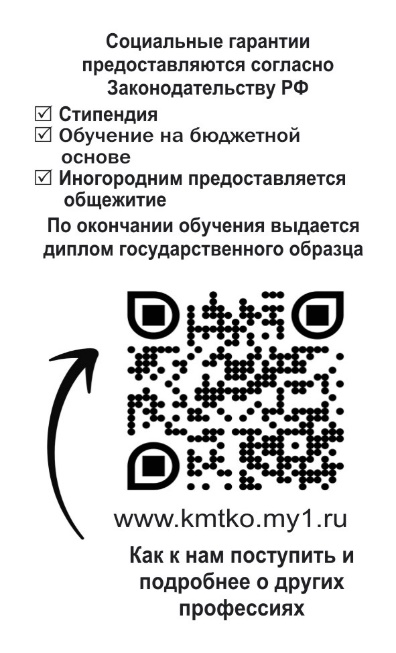 Социальные гарантии
предоставляются согласно
Законодательству РФ
☑ Стипендия
☑ Обучение на бюджетной
основе
☑ Иногородним предоставляется
общежитие
По окончании обучения выдается
диплом государственного образца
www.kmtko.my1.ru
Как к нам поступить и
подробнее о других
профессиях